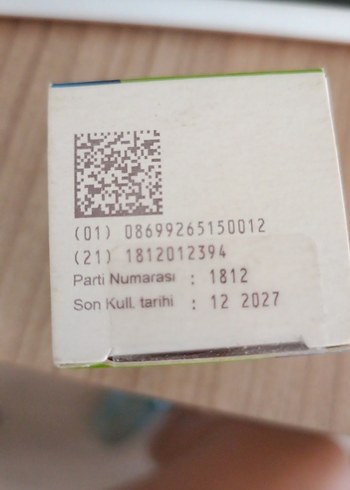 (01) 08699265150012
(21) 1812012394
Parti Numarası : 1812
Son Kull. tarihi : 12 2027